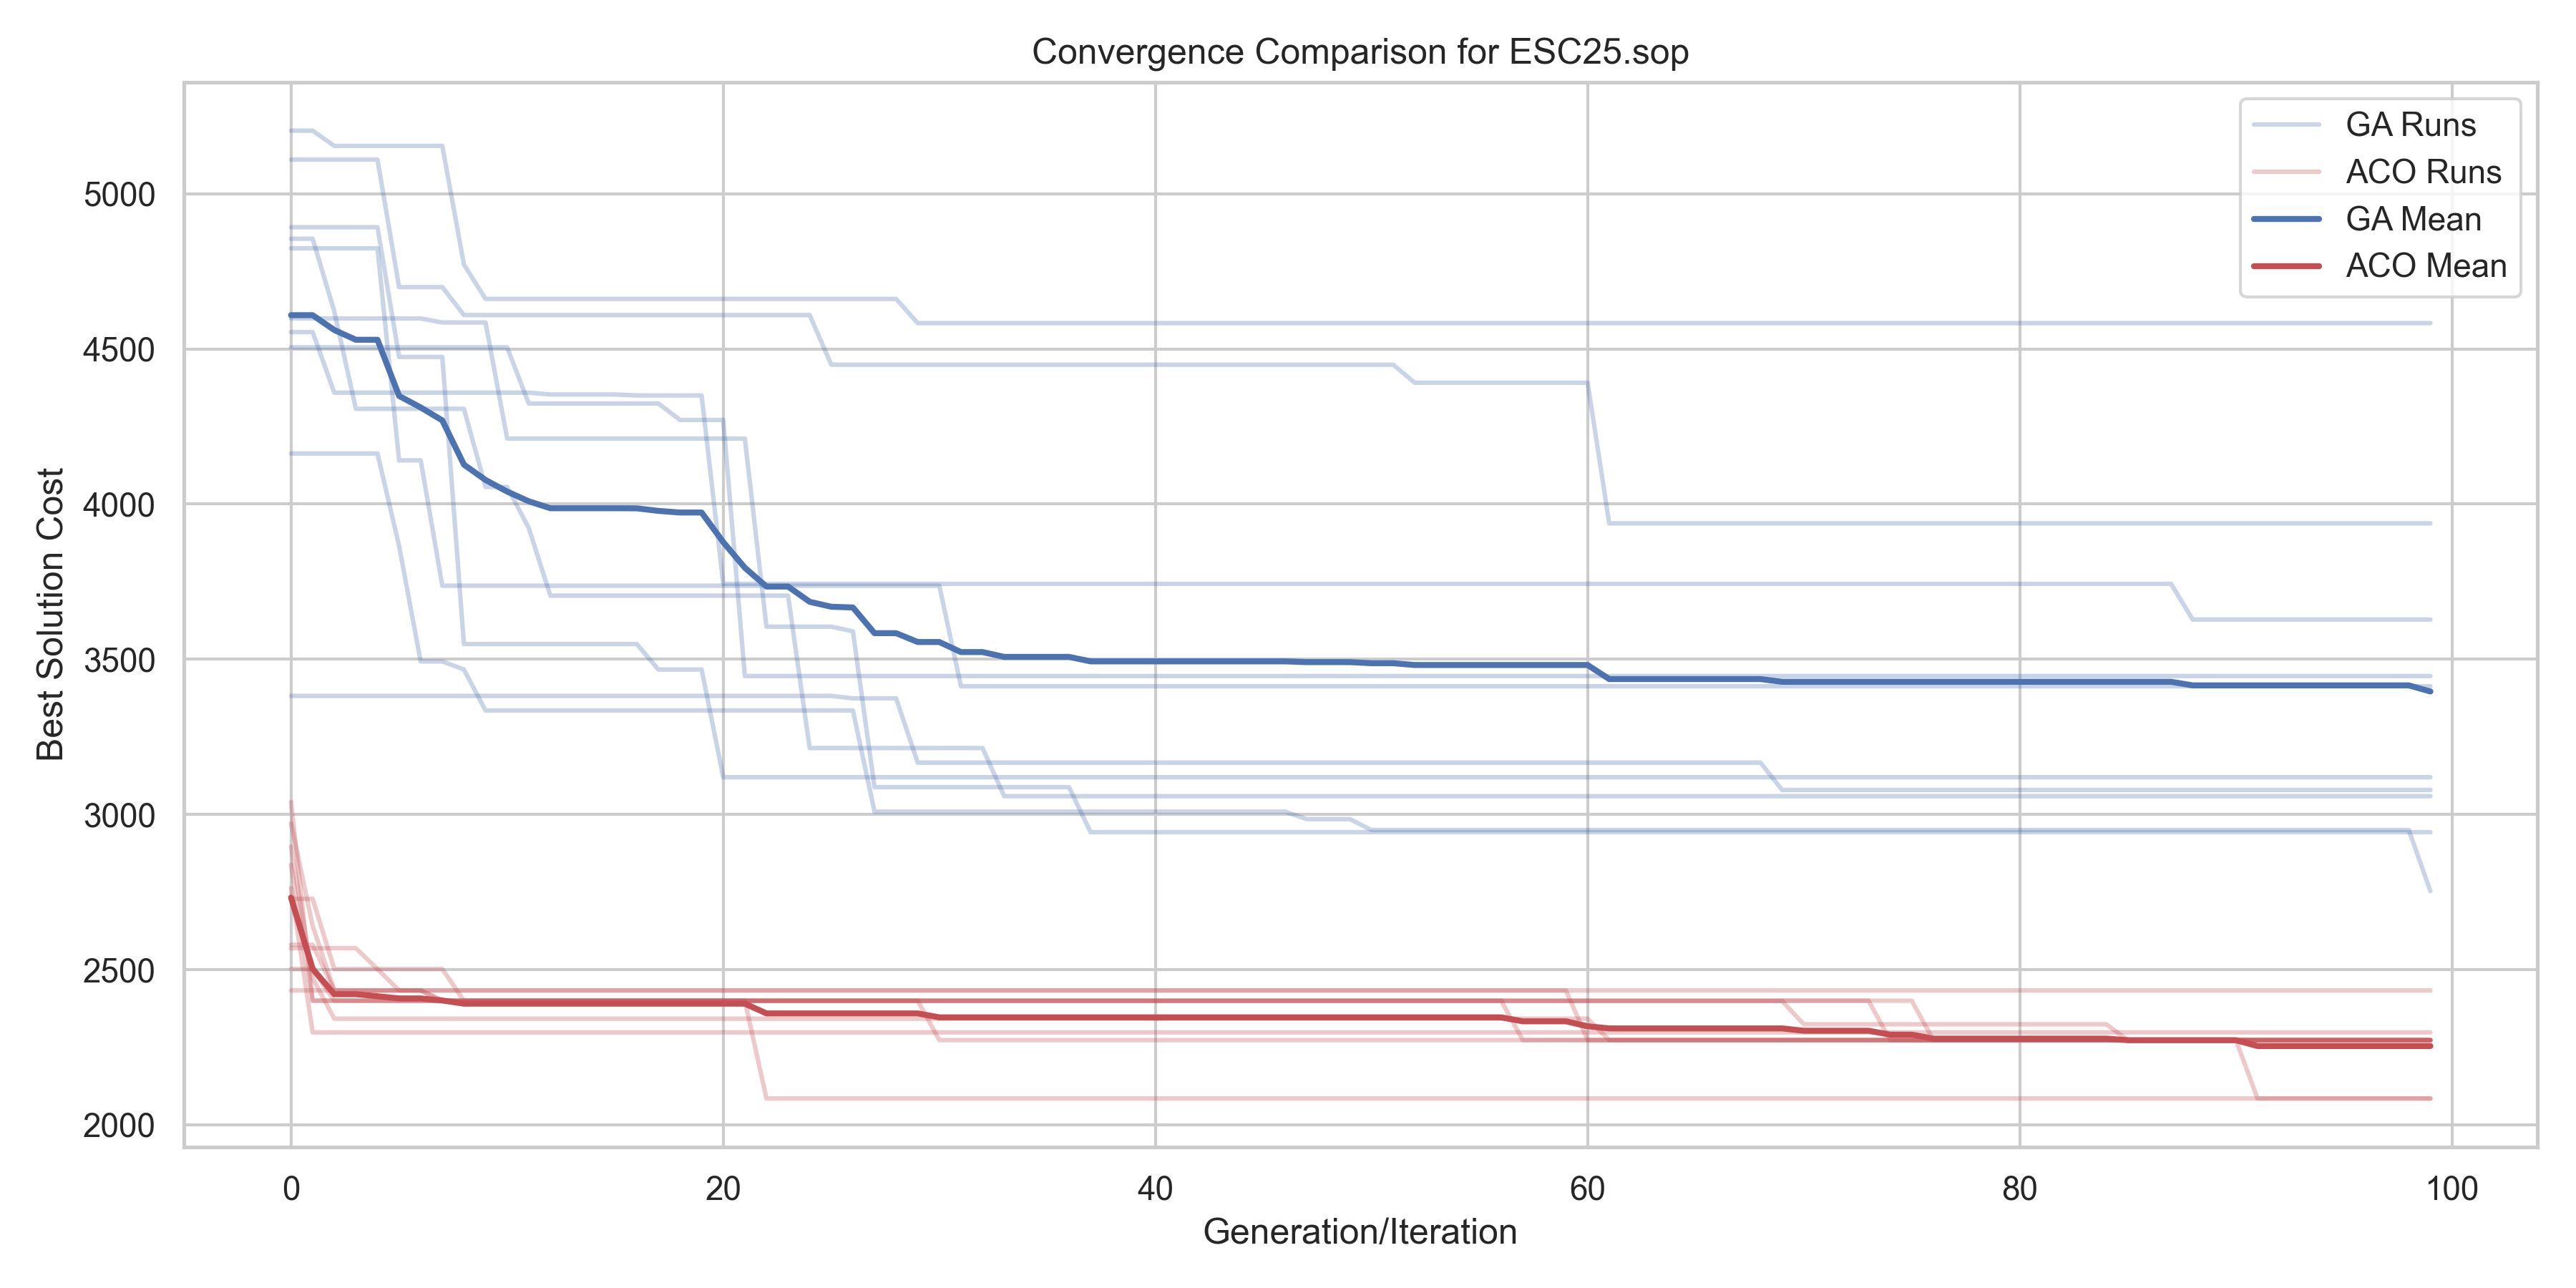 Convergence Comparison for ESC25.sop
GA Runs
ACO Runs
GA Mean
ACO Mean
Best Solution Cost
5000
4500
4000
3500
3000
2500
2000
0 20 40 60 80 100
Generation/Iteration